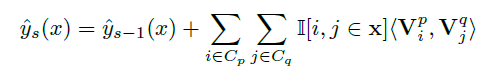 ŷ_s(x) = ŷ_{s−1}(x) + ∑_{i∈C_p} ∑_{j∈C_q} 𝕀[i, j ∈ 𝐱]⟨𝐕_i^p, 𝐕_j^q⟩